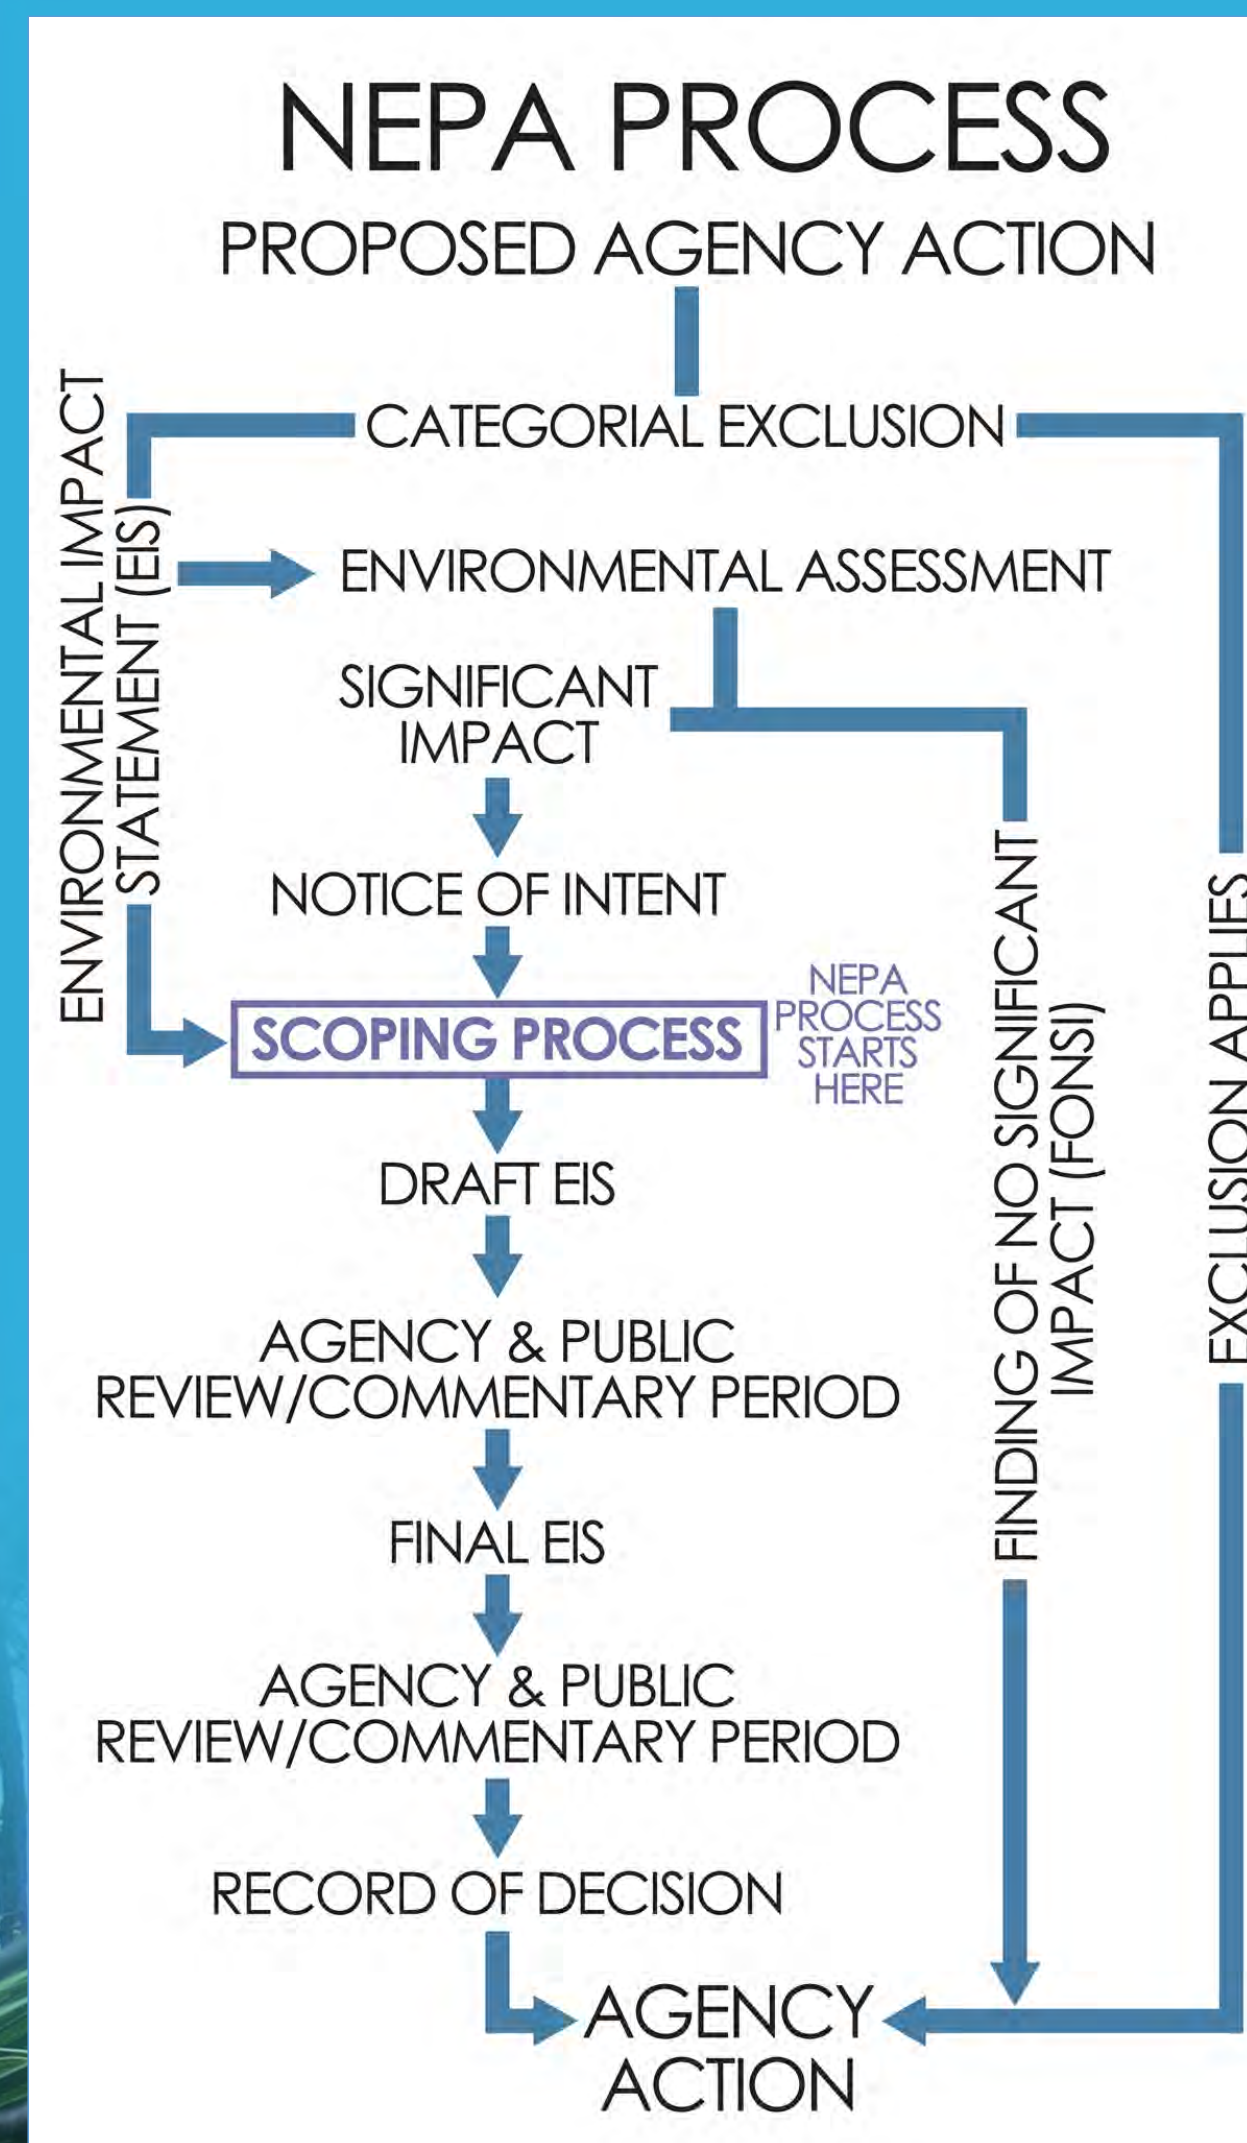 NEPA PROCESS
PROPOSED AGENCY ACTION
CATEGORIAL EXCLUSION
ENVIRONMENTAL IMPACT
STATEMENT (EIS)
ENVIRONMENTAL ASSESSMENT
SIGNIFICANT
IMPACT
NOTICE OF INTENT
SCOPING PROCESS
NEPA
PROCESS
STARTS
HERE
DRAFT EIS
AGENCY & PUBLIC
REVIEW/COMMENTARY PERIOD
FINAL EIS
AGENCY & PUBLIC
REVIEW/COMMENTARY PERIOD
RECORD OF DECISION
FINDING OF NO SIGNIFICANT
IMPACT (FONSI)
EXCLUSION APPLIES
AGENCY
ACTION